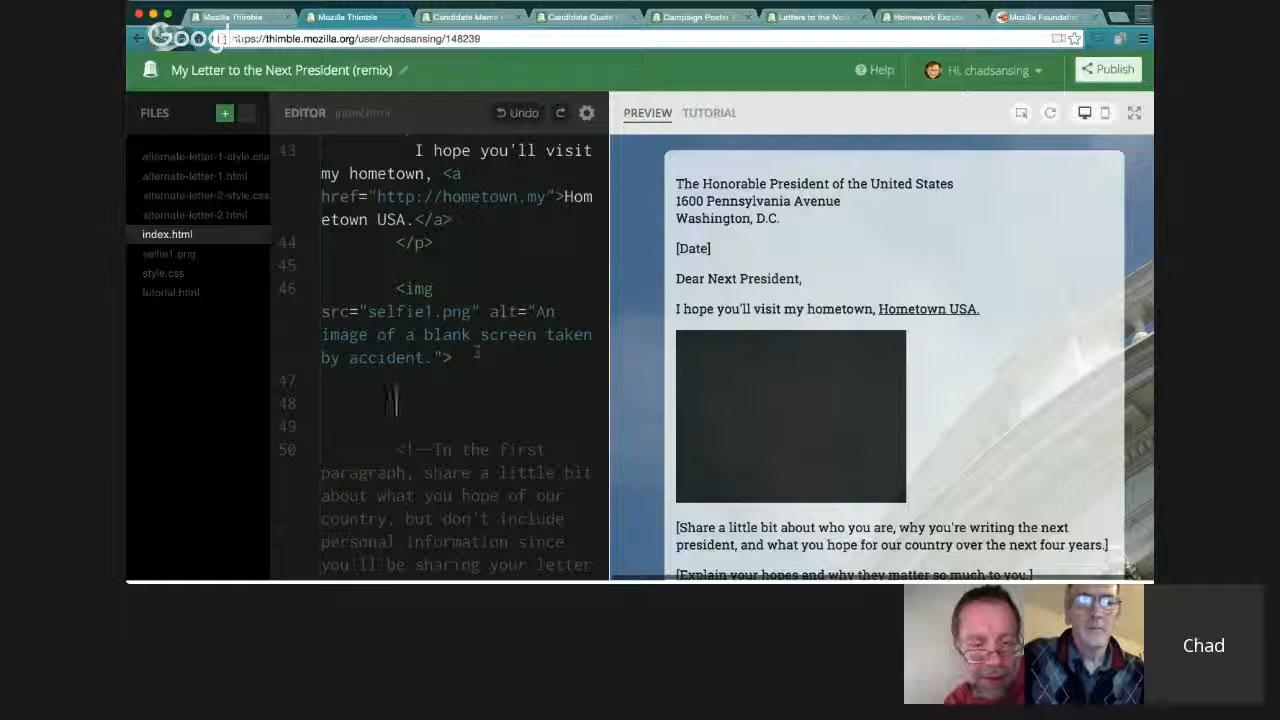 Mozilla Thimble
Mozilla Thimble
Candidate Meme
Candidate Quote
Campaign Poster
Letters to the Ne
Homework Excus
Mozilla Foundatio
Googl
ttps://thimble.mozilla.org/user/chadsansing/148239
My Letter to the Next President (remix)
Help
Hi, chadsansing
Publish
FILES
EDITOR index.html
Undo
PREVIEW
TUTORIAL
alternate-letter-1-style.css
alternate-letter-1.html
alternate-letter-2-style.css
alternate-letter-2.html
index.html
selfie1.png
style.css
tutorial.html
43 I hope you'll visit
my hometown, <a
href="http://hometown.my">Hom
etown USA.</a>
44 </p>
45
46 <img
src="selfie1.png" alt="An
image of a blank screen taken
by accident.">
47
48
49
50 <!--In the first
paragraph, share a little bit
about what you hope of our
country, but don't include
personal information since
you'll be sharing your letter
The Honorable President of the United States
1600 Pennsylvania Avenue
Washington, D.C.
[Date]
Dear Next President,
I hope you'll visit my hometown, Hometown USA.
[Share a little bit about who you are, why you're writing the next
president, and what you hope for our country over the next four years.]
[Explain your hopes and why they matter so much to you.]
Chad